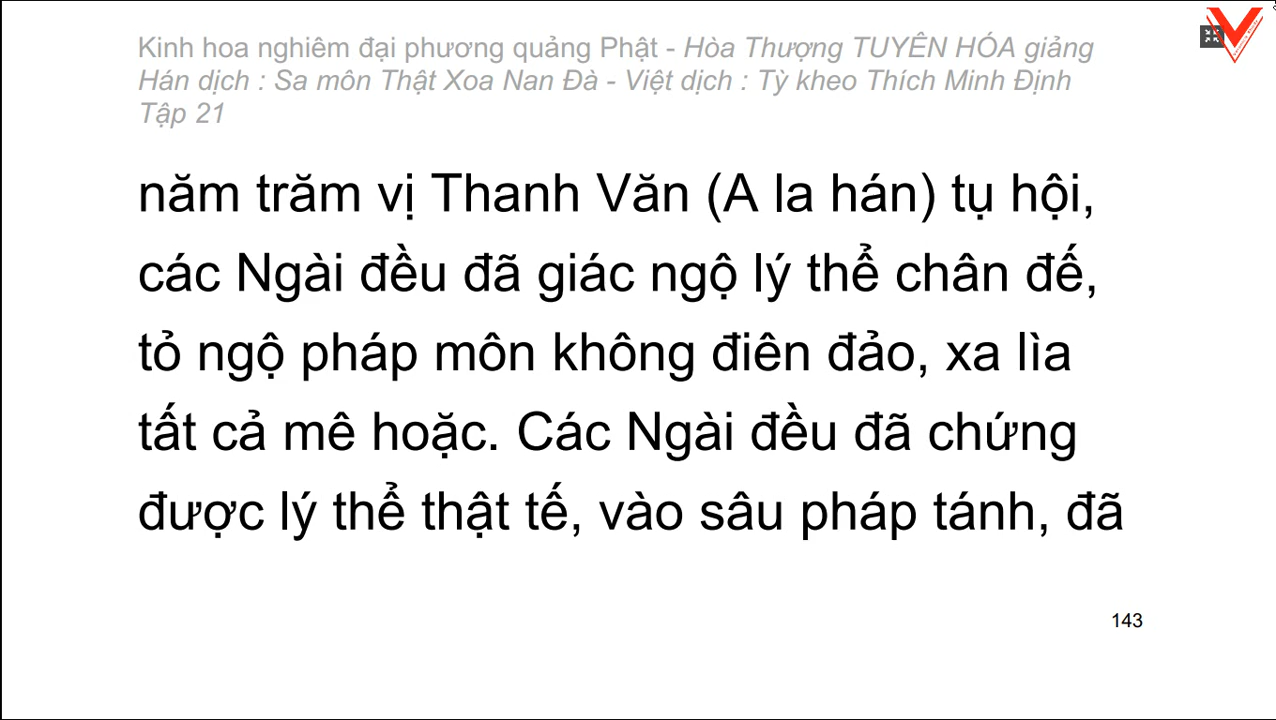 Kinh hoa nghiêm đại phương quảng Phật - Hòa Thượng TUYÊN HÓA giảng
Hán dịch : Sa môn Thật Xoa Nan Đà - Việt dịch : Tỳ kheo Thích Minh Định
Tập 21
năm trăm vị Thanh Văn (A la hán) tụ hội,
các Ngài đều đã giác ngộ lý thể chân đế,
tỏ ngộ pháp môn không điên đảo, xa lìa
tất cả mê hoặc. Các Ngài đều đã chứng
được lý thể thật tế, vào sâu pháp tánh, đã
143